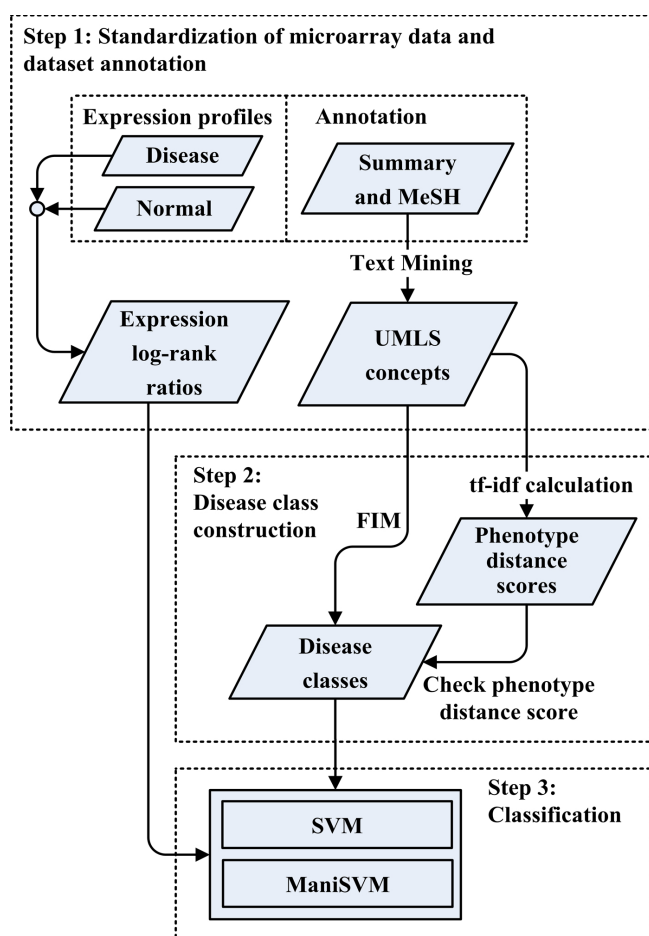 Step 1: Standardization of microarray data and
dataset annotation
Expression profiles
Annotation
Disease
Normal
Summary
and MeSH
Text Mining
Expression
log-rank
ratios
UMLS
concepts
Step 2:
Disease class
construction
tf-idf calculation
FIM
Phenotype
distance
scores
Disease
classes
Check phenotype
distance score
Step 3:
Classification
SVM
ManiSVM